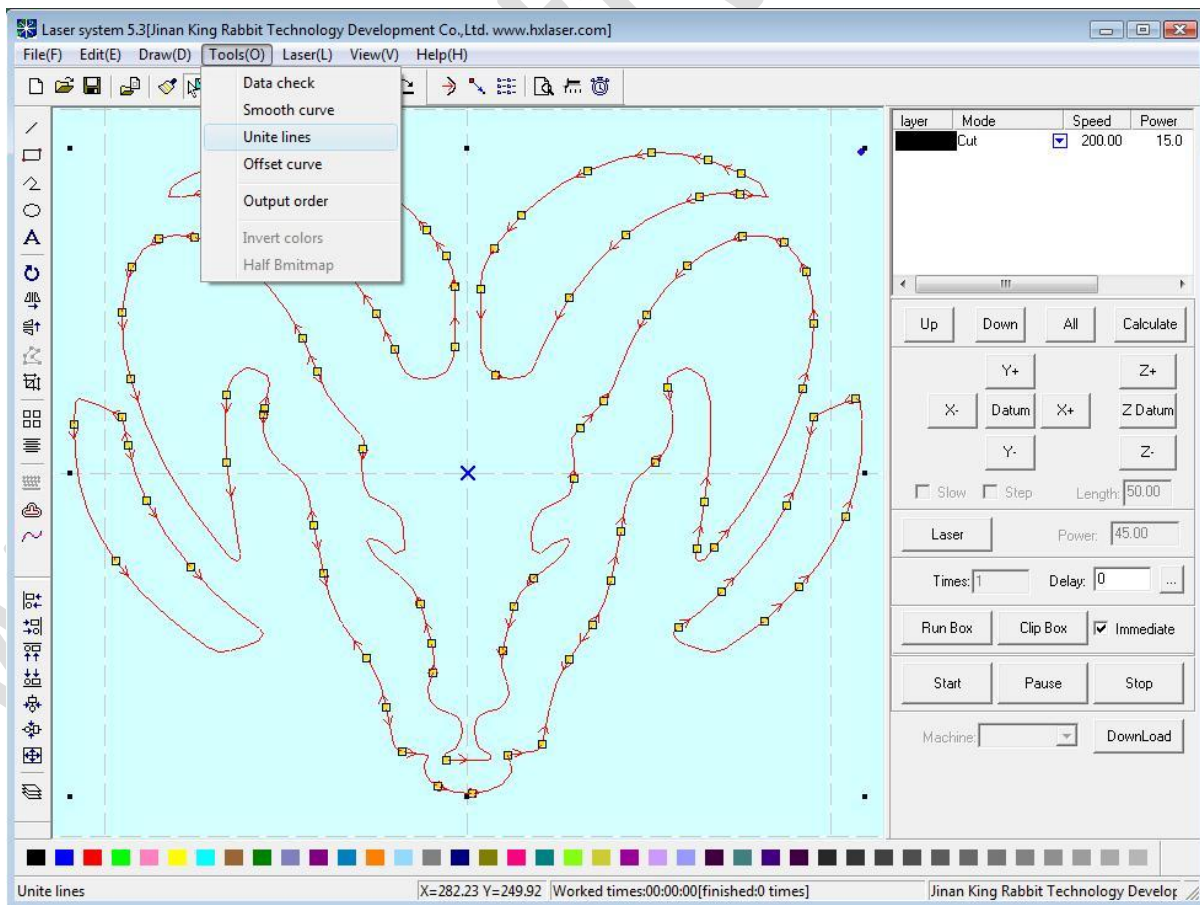 Laser system 5.3[Jinan King Rabbit Technology Development Co.,Ltd. www.hxlaser.com]
File(F) Edit(E) Draw(D) Tools(O) Laser(L) View(V) Help(H)
Data check
Smooth curve
Unite lines
Offset curve
Output order
Invert colors
Half Bmitmap
A
layer Mode Speed Power
Cut 200.00 15.0
Up Down All Calculate
Y+ Z+
X- Datum X+ Z Datum
Y- Z-
Slow Step Length: 50.00
Laser Power: 45.00
Times: 1 Delay: 0 ...
Run Box Clip Box Immediate
Start Pause Stop
Machine: DownLoad
Unite lines X=282.23 Y=249.92 Worked times:00:00:00[finished:0 times] Jinan King Rabbit Technology Develop